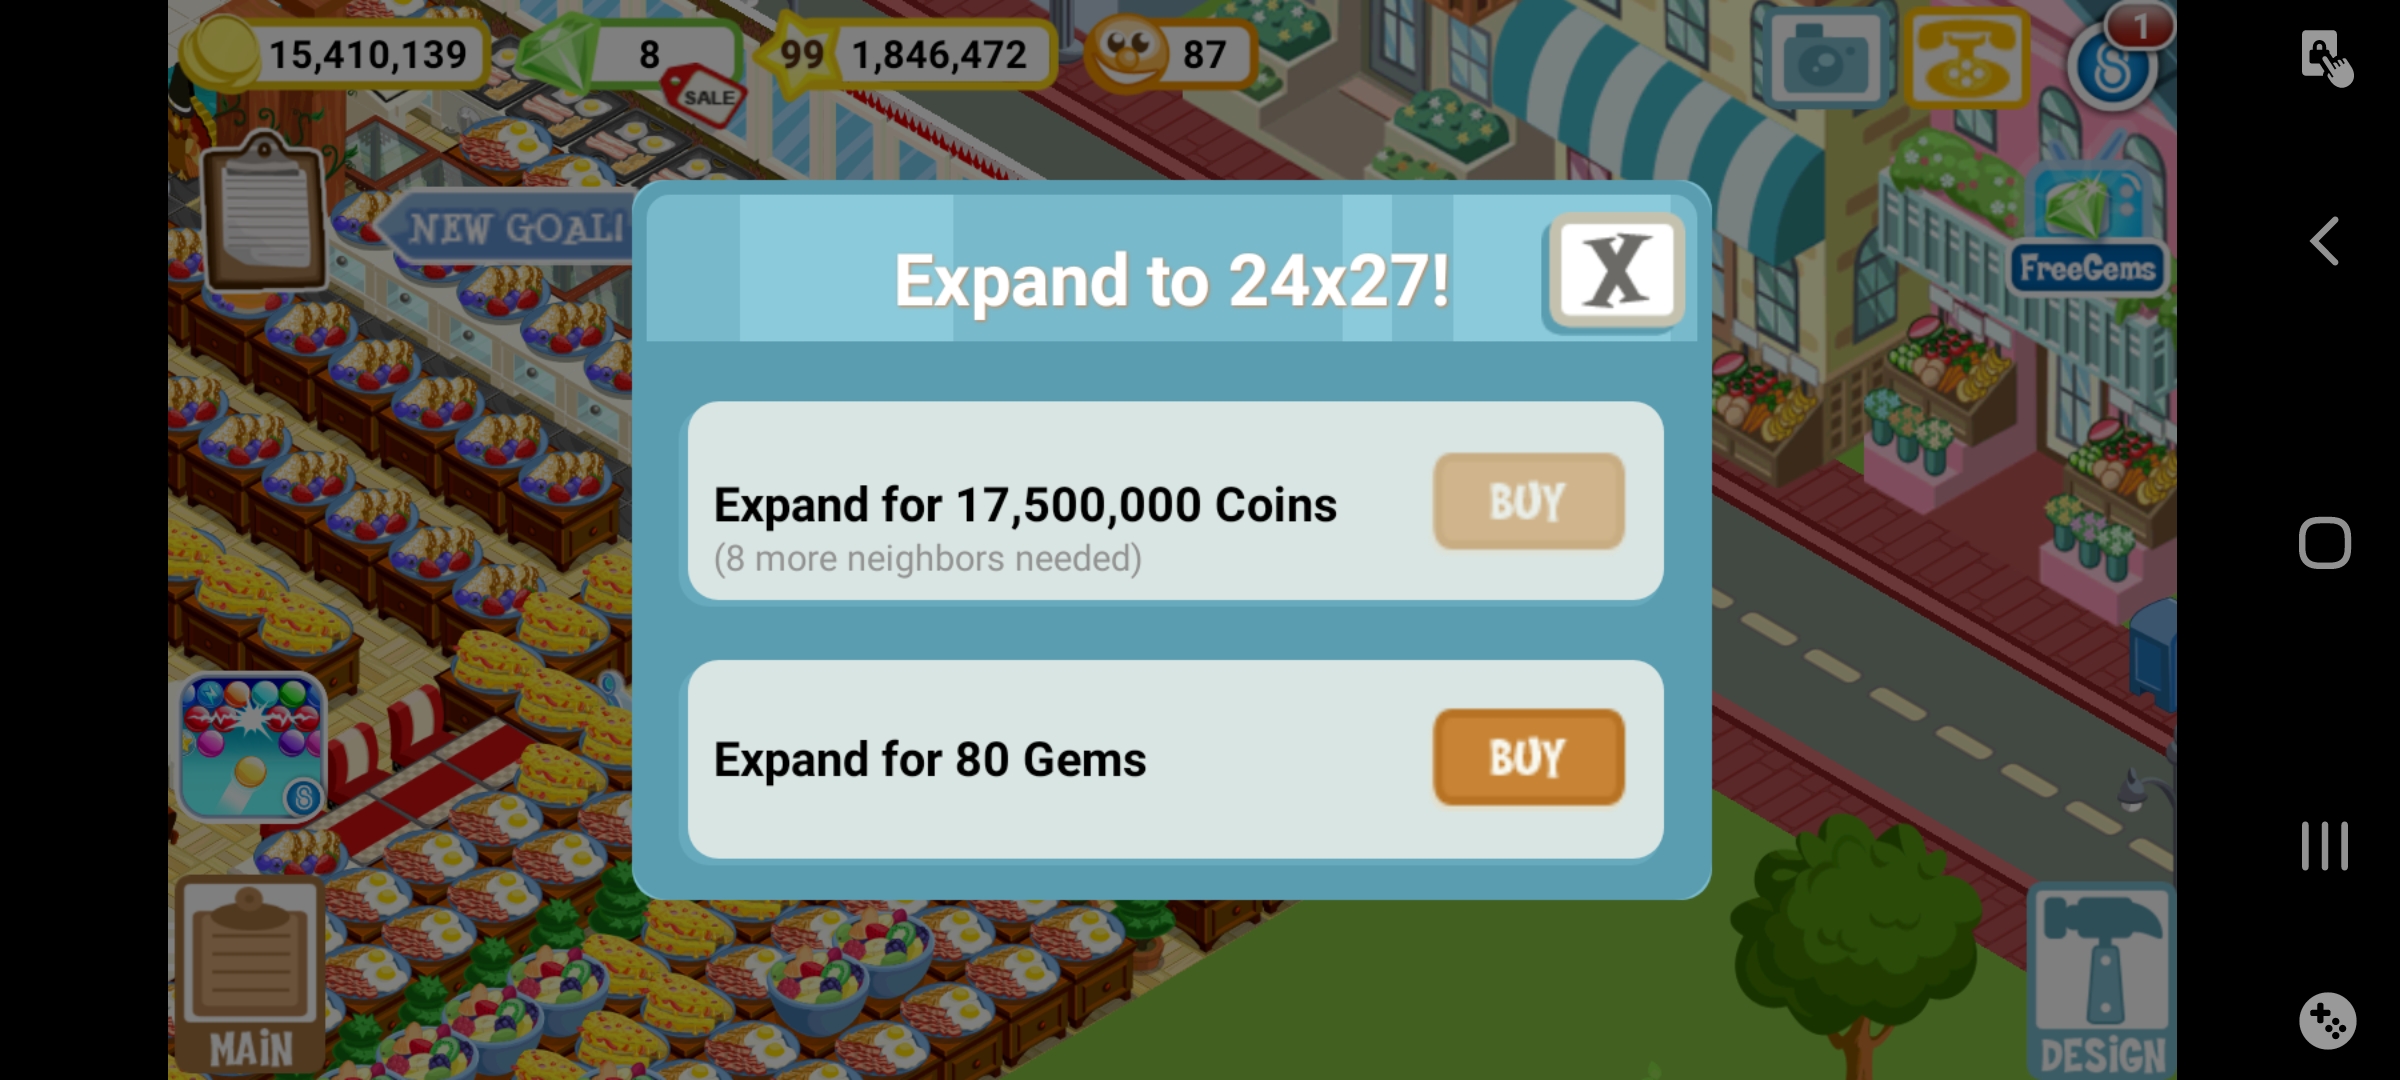 15,410,139
8
SALE
99
1,846,472
87
1
NEW GOAL!
FreeGems
Expand to 24x27!
X
Expand for 17,500,000 Coins
BUY
(8 more neighbors needed)
Expand for 80 Gems
BUY
MAiN
DESiGN